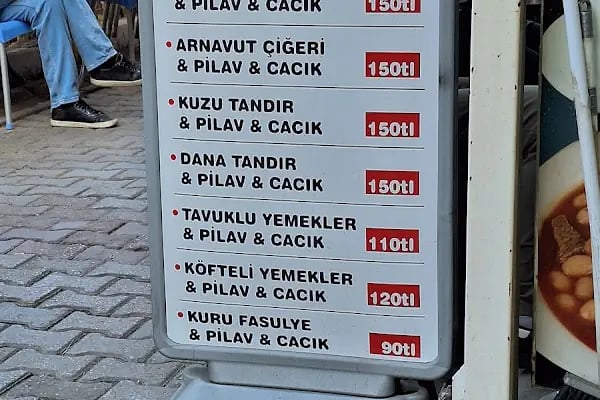 & PİLAV & CACIK 150tl
• ARNAVUT ÇİĞERİ
& PİLAV & CACIK 150tl
• KUZU TANDIR
& PİLAV & CACIK 150tl
• DANA TANDIR
& PİLAV & CACIK 150tl
• TAVUKLU YEMEKLER
& PİLAV & CACIK 110tl
• KÖFTELİ YEMEKLER
& PİLAV & CACIK 120tl
• KURU FASULYE
& PİLAV & CACIK 90tl